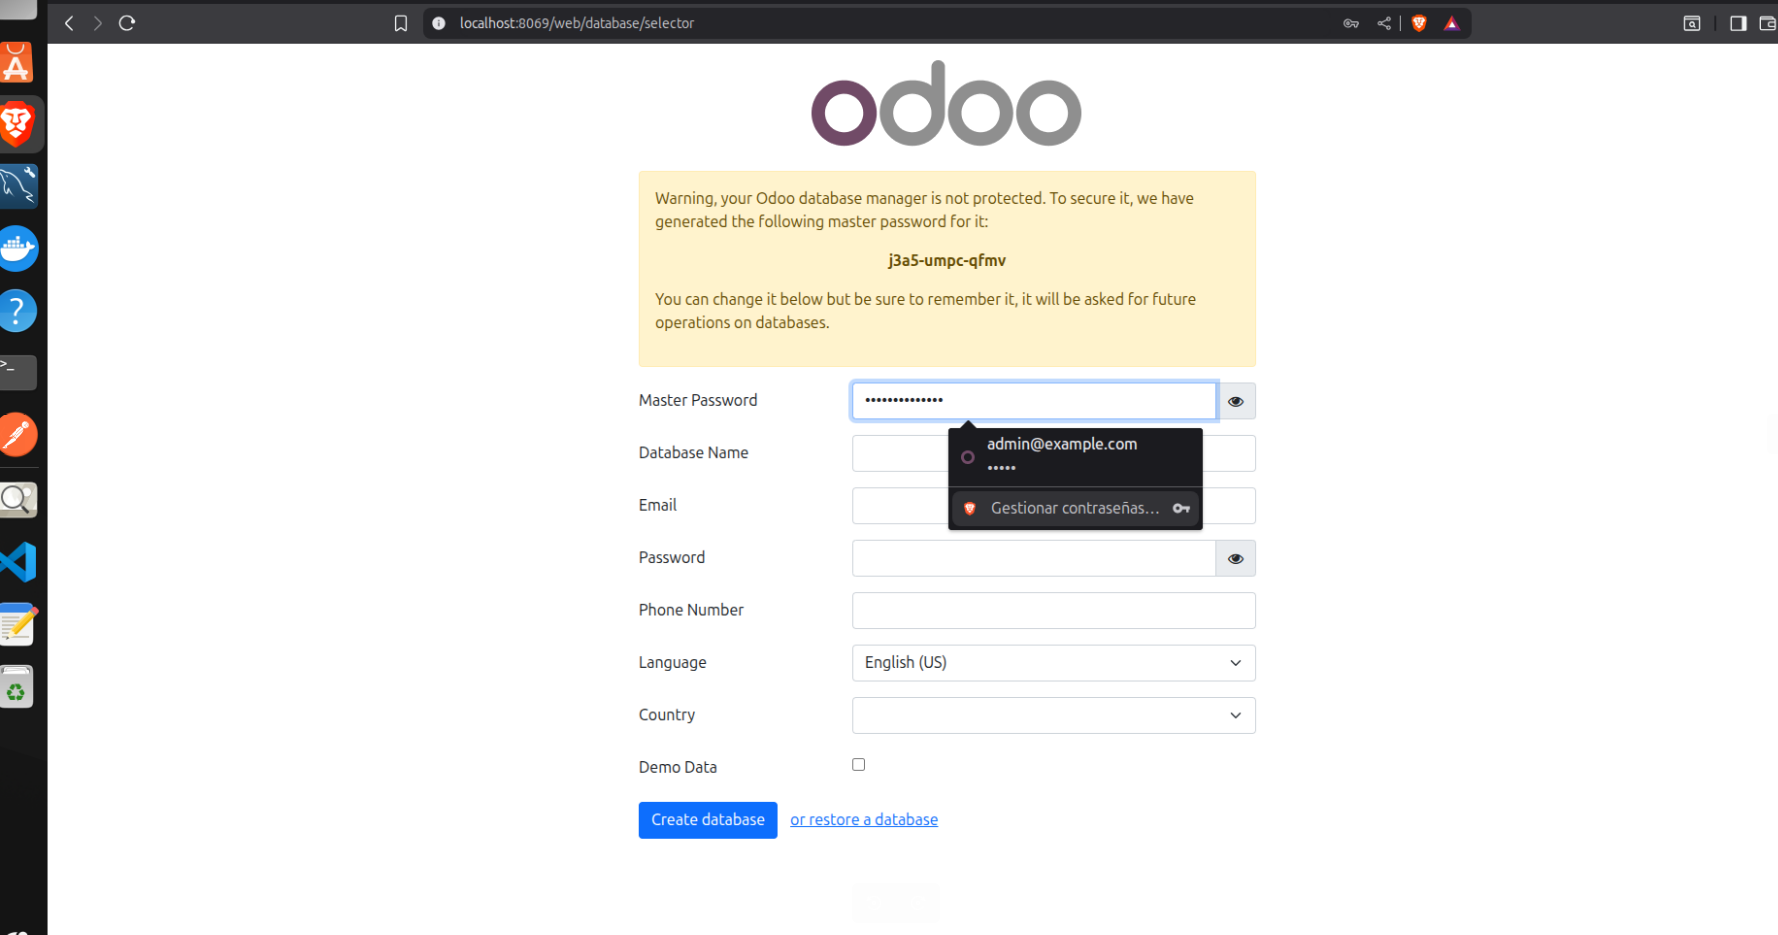 localhost:8069/web/database/selector
odoo
Warning, your Odoo database manager is not protected. To secure it, we have
generated the following master password for it:
j3a5-umpc-qfmv
You can change it below but be sure to remember it, it will be asked for future
operations on databases.
Master Password
••••••••••••••
admin@example.com
•••••
Gestionar contraseñas...
Database Name
Email
Password
Phone Number
Language
English (US)
Country
Demo Data
Create database
or restore a database